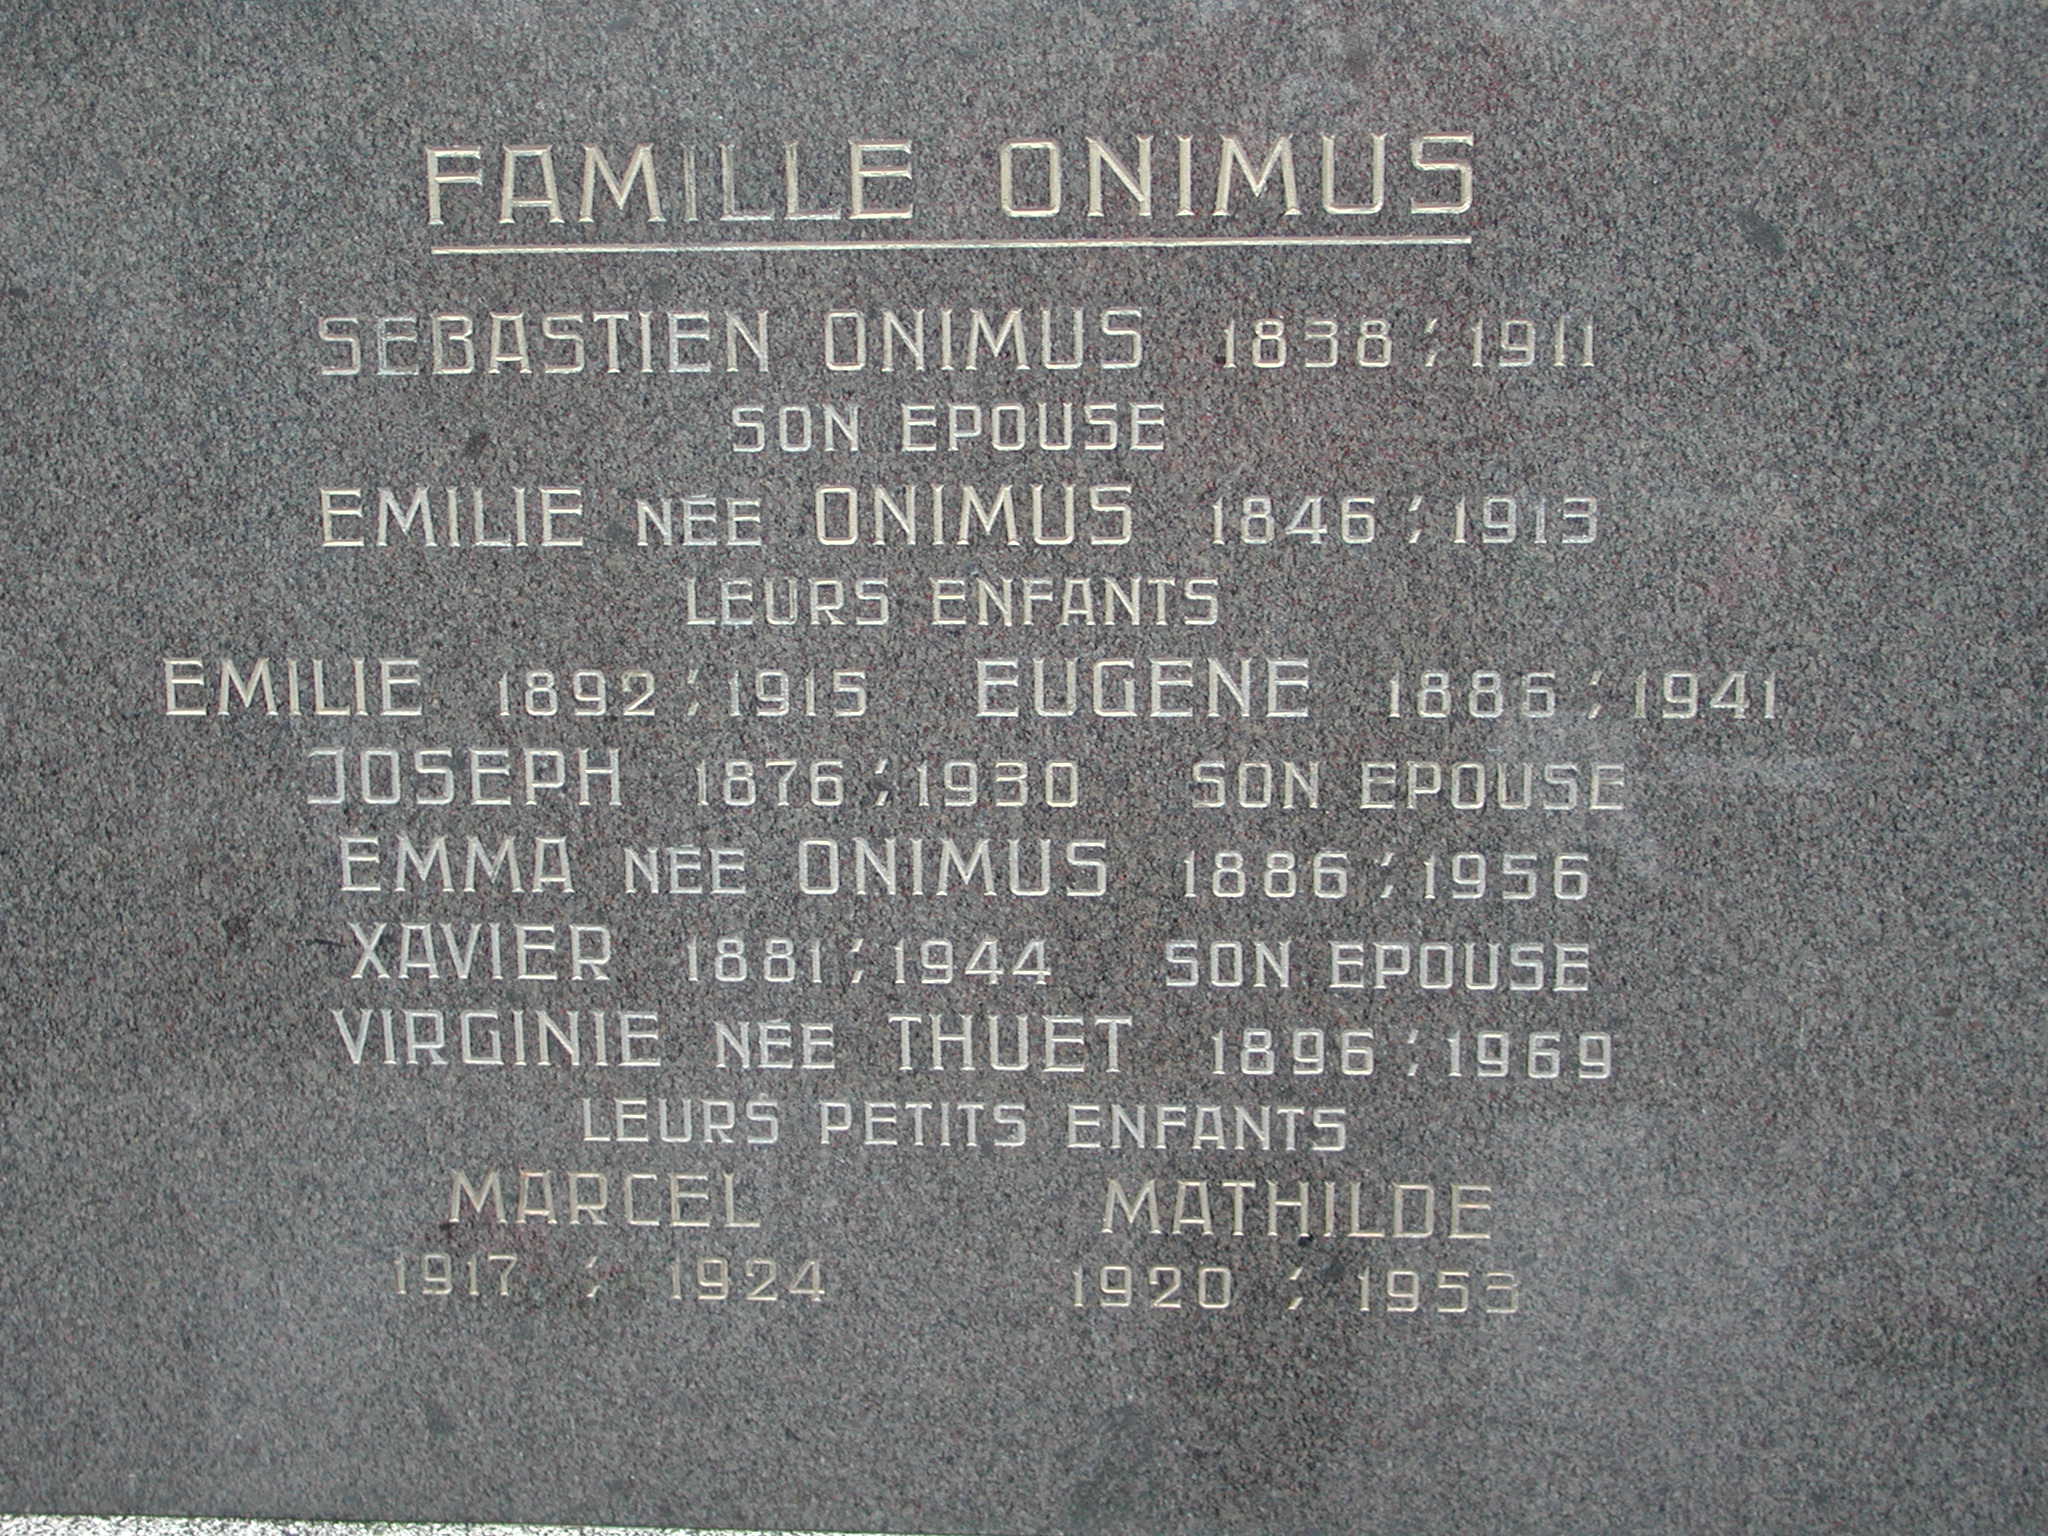 FAMILLE ONIMUS
SEBASTIEN ONIMUS 1838 ; 1911
SON EPOUSE
EMILIE NÉE ONIMUS 1846 ; 1913
LEURS ENFANTS
EMILIE 1892 ; 1915 EUGENE 1886 ; 1941
JOSEPH 1876 ; 1930 SON EPOUSE
EMMA NÉE ONIMUS 1886 ; 1956
XAVIER 1881 ; 1944 SON EPOUSE
VIRGINIE NÉE THUET 1896 ; 1969
LEURS PETITS ENFANTS
MARCEL MATHILDE
1917 ; 1924 1920 ; 1953